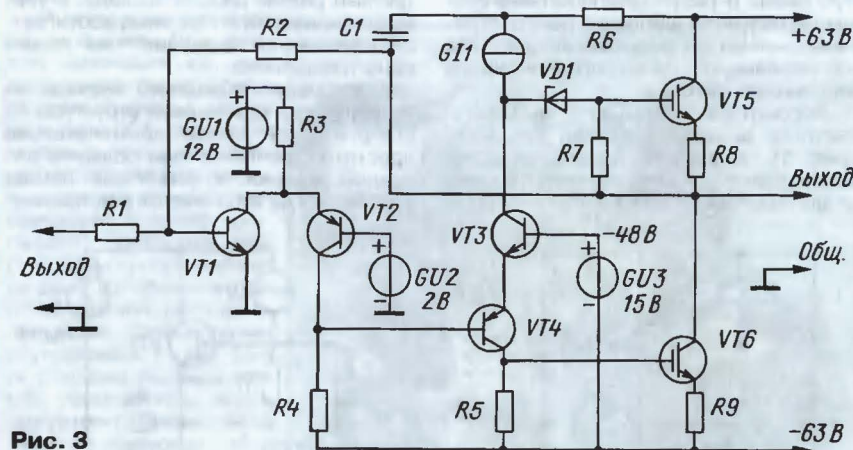 R2
C1
R6
+63 В
GI1
VD1
VT5
GU1
12 В
R3
R7
R8
Выход
R1
VT1
VT2
VT3
-48 В
Общ.
Выход
GU2
2 В
GU3
15 В
VT4
VT6
R4
R5
R9
-63 В
Рис. 3